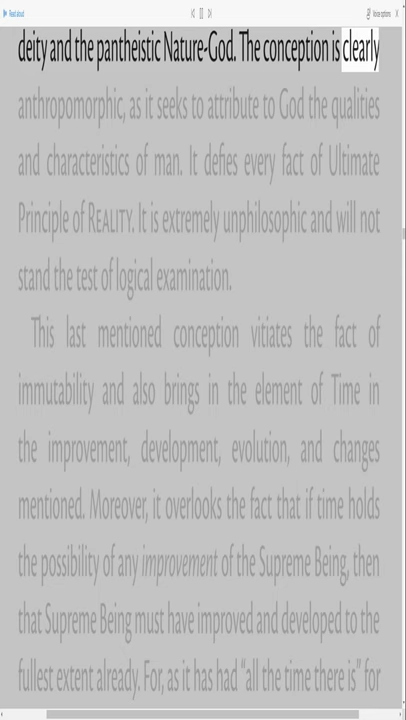 Read aloud
Voice options
deity and the pantheistic Nature-God. The conception is clearly
anthropomorphic, as it seeks to attribute to God the qualities
and characteristics of man. It defies every fact of Ultimate
Principle of REALITY. It is extremely unphilosophic and will not
stand the test of logical examination.
This last mentioned conception vitiates the fact of
immutability and also brings in the element of Time in
the improvement, development, evolution, and changes
mentioned. Moreover, it overlooks the fact that if time holds
the possibility of any improvement of the Supreme Being, then
that Supreme Being must have improved and developed to the
fullest extent already. For, as it has had “all the time there is” for